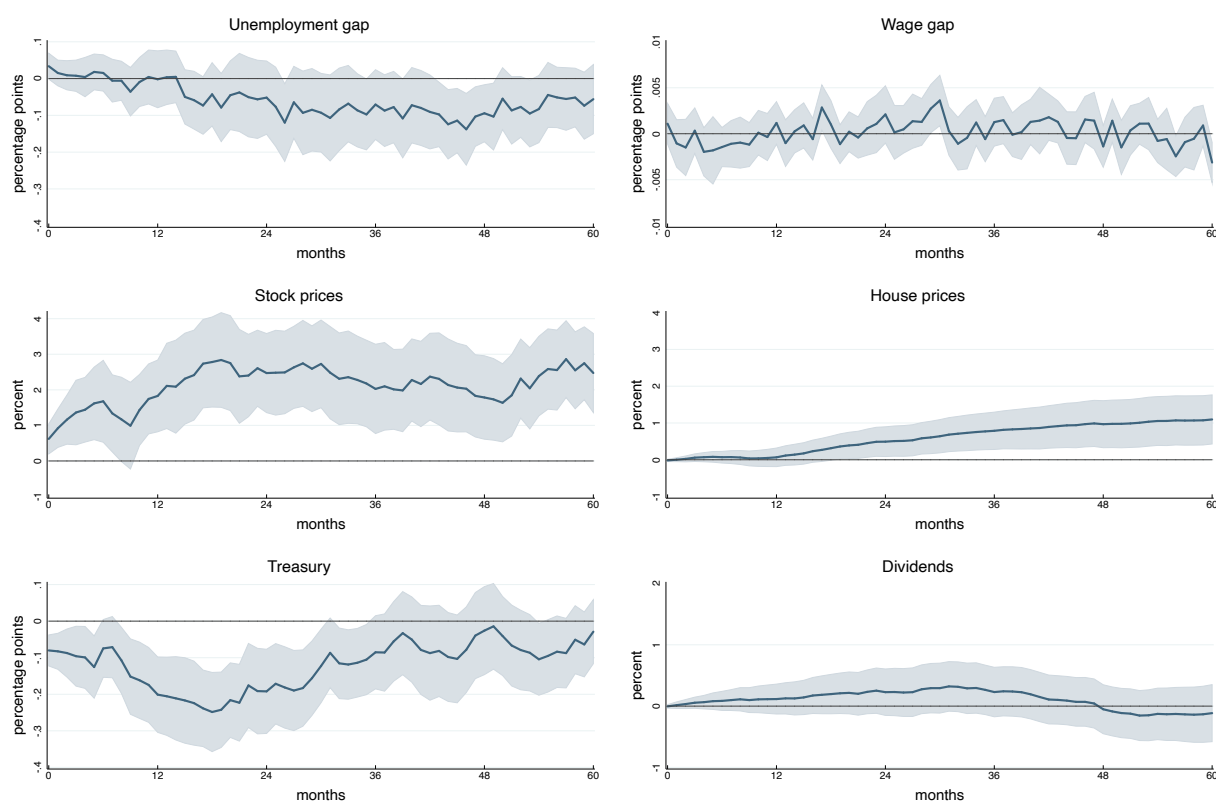 Unemployment gap
percentage points
.1
0
-.1
-.2
-.3
-.4
0 12 24 36 48 60
months
Wage gap
percentage points
.01
.005
0
-.005
-.01
0 12 24 36 48 60
months
Stock prices
percent
4
3
2
1
0
-1
0 12 24 36 48 60
months
House prices
percent
4
3
2
1
0
-1
0 12 24 36 48 60
months
Treasury
percentage points
.1
0
-.1
-.2
-.3
-.4
0 12 24 36 48 60
months
Dividends
percent
2
1
0
-1
0 12 24 36 48 60
months